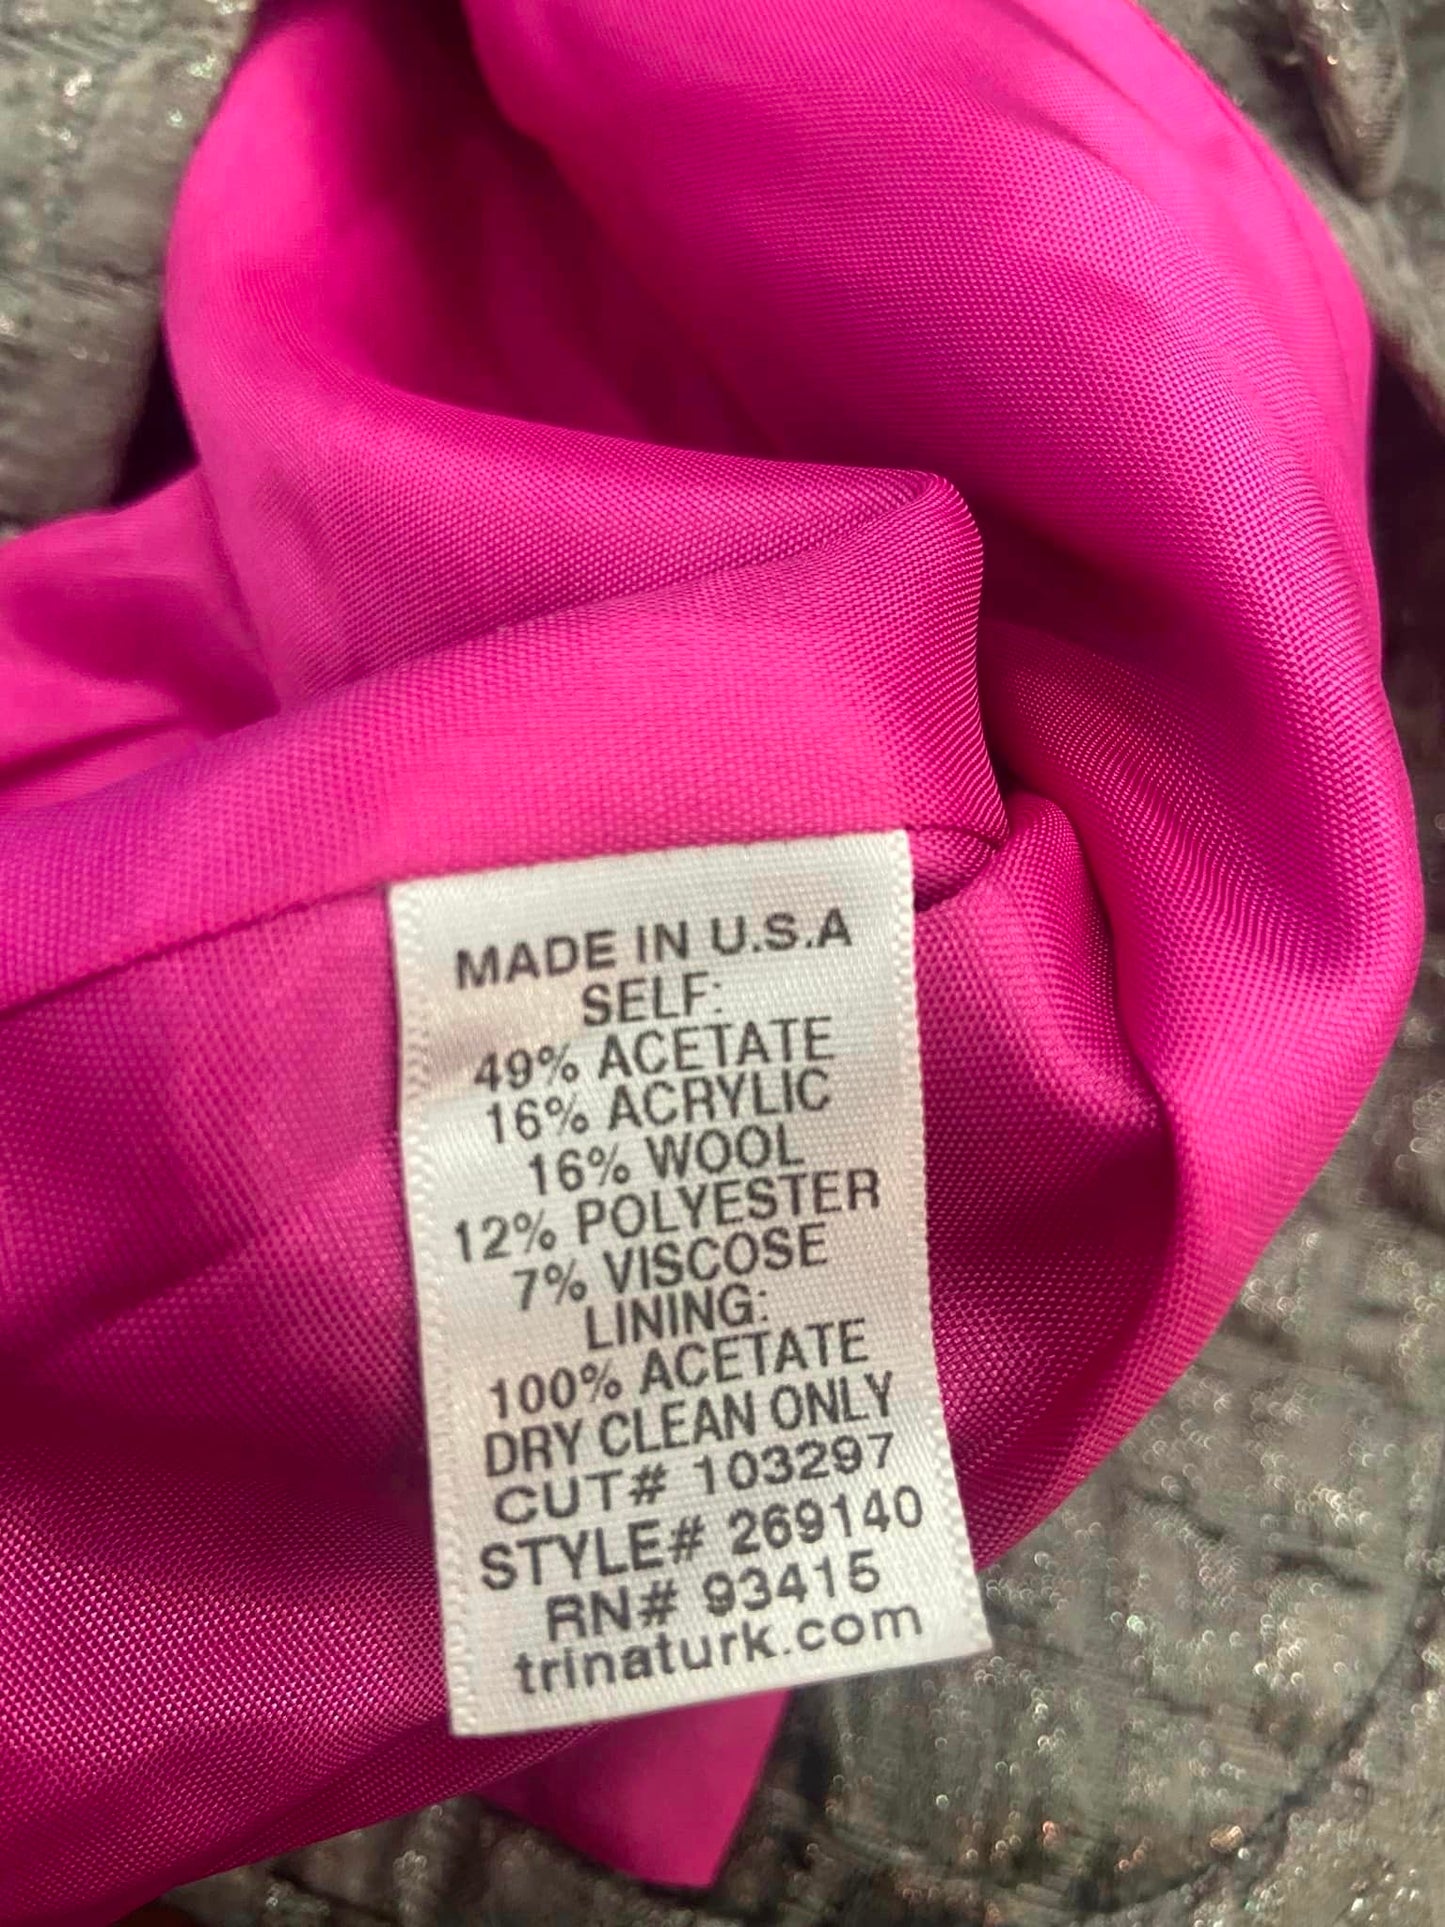 MADE IN U.S.A
SELF:
49% ACETATE
16% ACRYLIC
16% WOOL
12% POLYESTER
7% VISCOSE
LINING:
100% ACETATE
DRY CLEAN ONLY
CUT# 103297
STYLE# 269140
RN# 93415
trinaturk.com